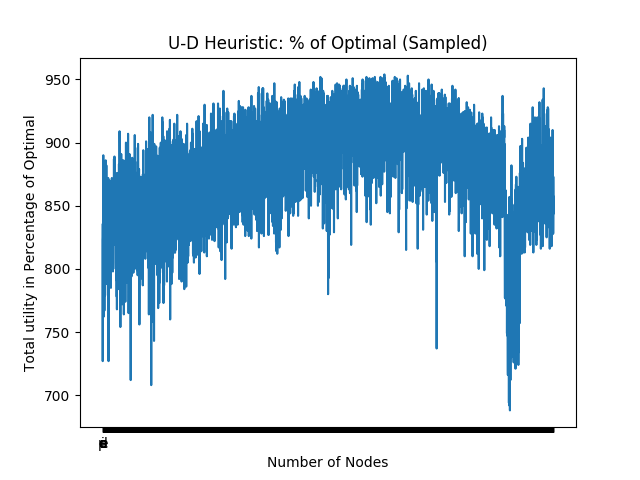 U-D Heuristic: % of Optimal (Sampled)
Total utility in Percentage of Optimal
950
900
850
800
750
700
Number of Nodes